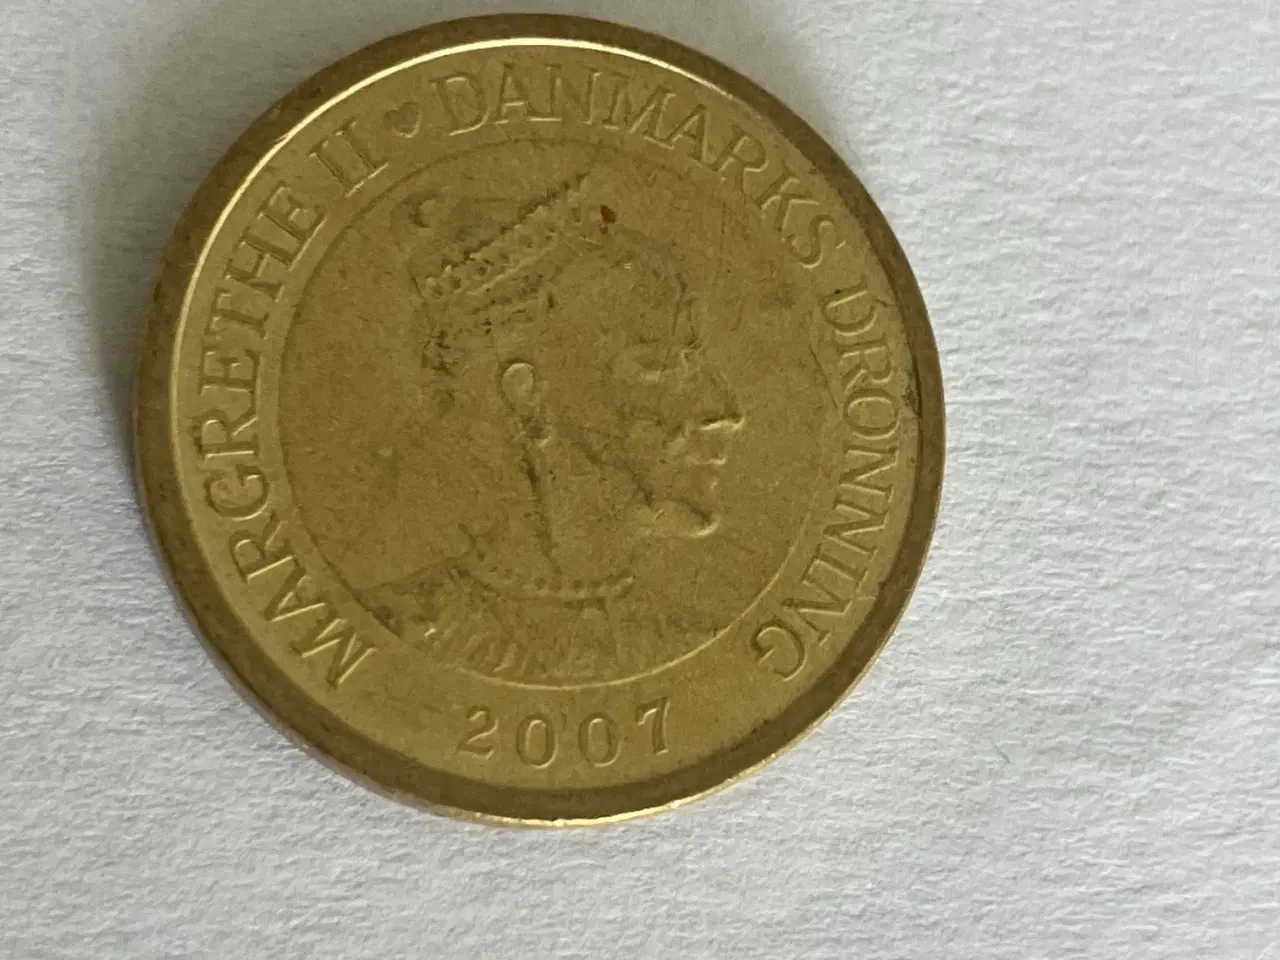 MARGRETHE II ♥ DANMARKS DRONNING
2007